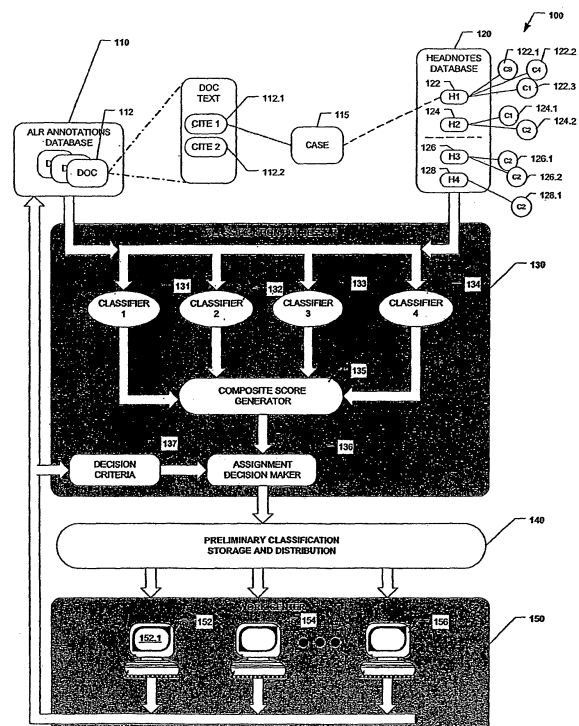 100
110
120
HEADNOTES
DATABASE
122.1
122.2
C9
C4
122
H1
C1
122.3
124
H2
C1
124.1
C2
124.2
126
H3
C2
126.1
C2
126.2
128
H4
C2
128.1
112
DOC
TEXT
112.1
CITE 1
CITE 2
112.2
115
CASE
ALR ANNOTATIONS
DATABASE
D
D
DOC
130
131
132
133
134
CLASSIFIER
1
CLASSIFIER
2
CLASSIFIER
3
CLASSIFIER
4
135
COMPOSITE SCORE
GENERATOR
137
136
DECISION
CRITERIA
ASSIGNMENT
DECISION MAKER
140
PRELIMINARY CLASSIFICATION
STORAGE AND DISTRIBUTION
150
152
152.1
154
156